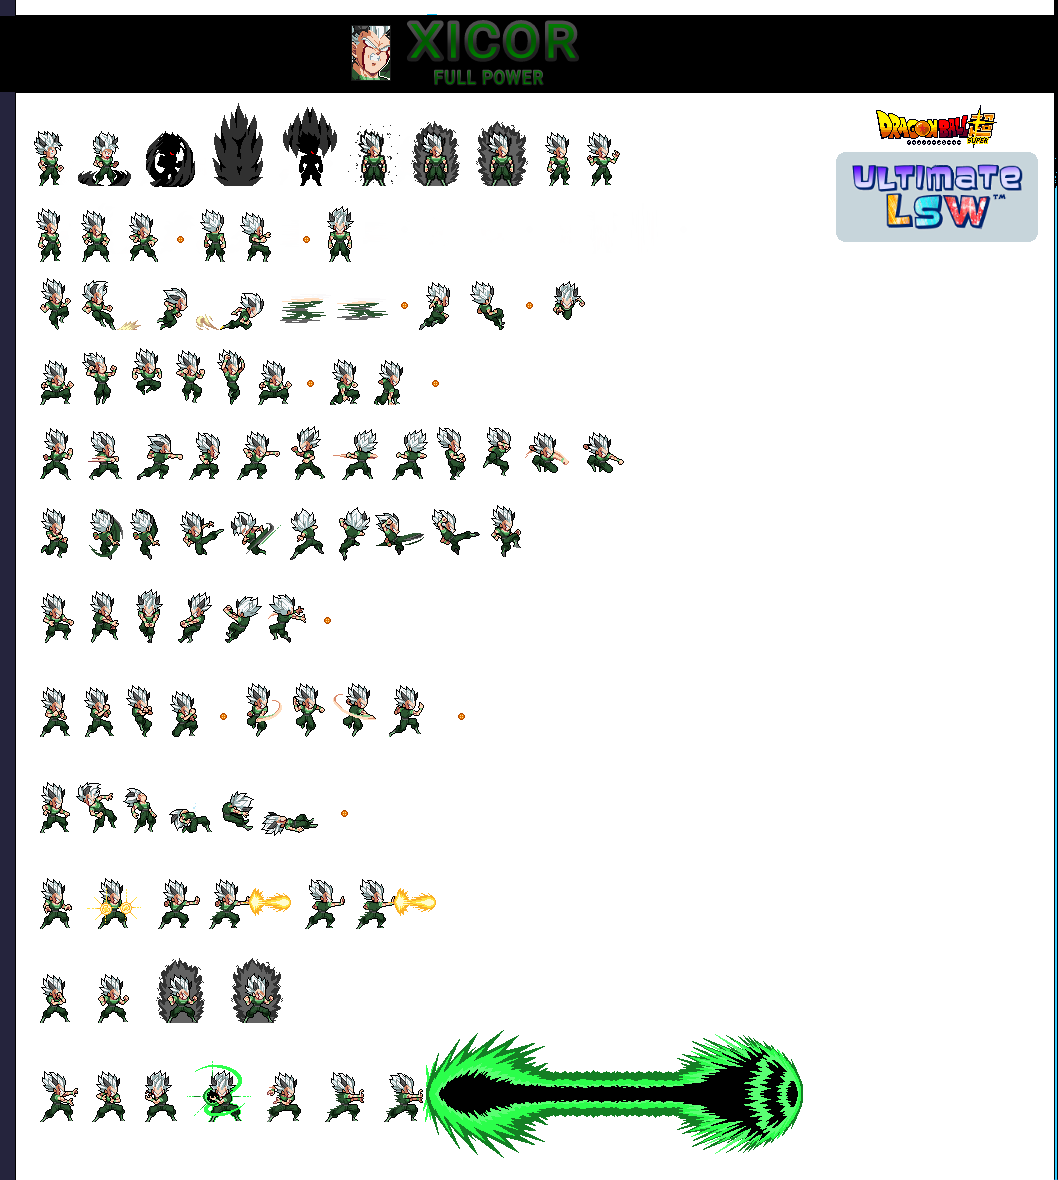 XICOR
FULL POWER
DRAGON BALL 超
SUPER
ULTIMATE
LSW™